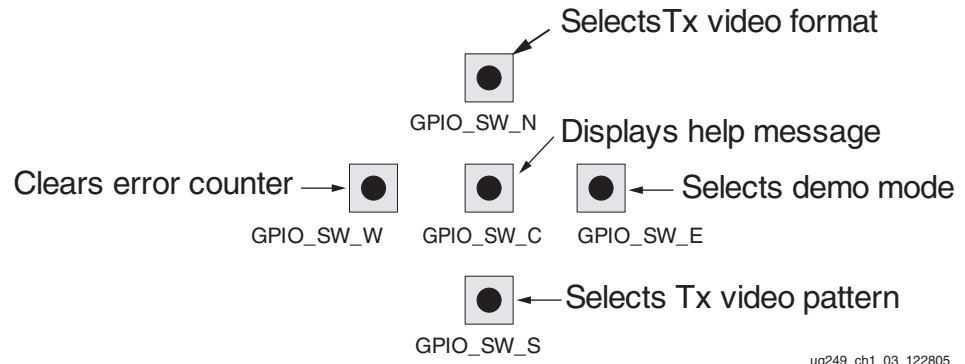 SelectsTx video format
GPIO_SW_N
Displays help message
Clears error counter
Selects demo mode
GPIO_SW_W
GPIO_SW_C
GPIO_SW_E
Selects Tx video pattern
GPIO_SW_S
ug249_ch1_03_122805